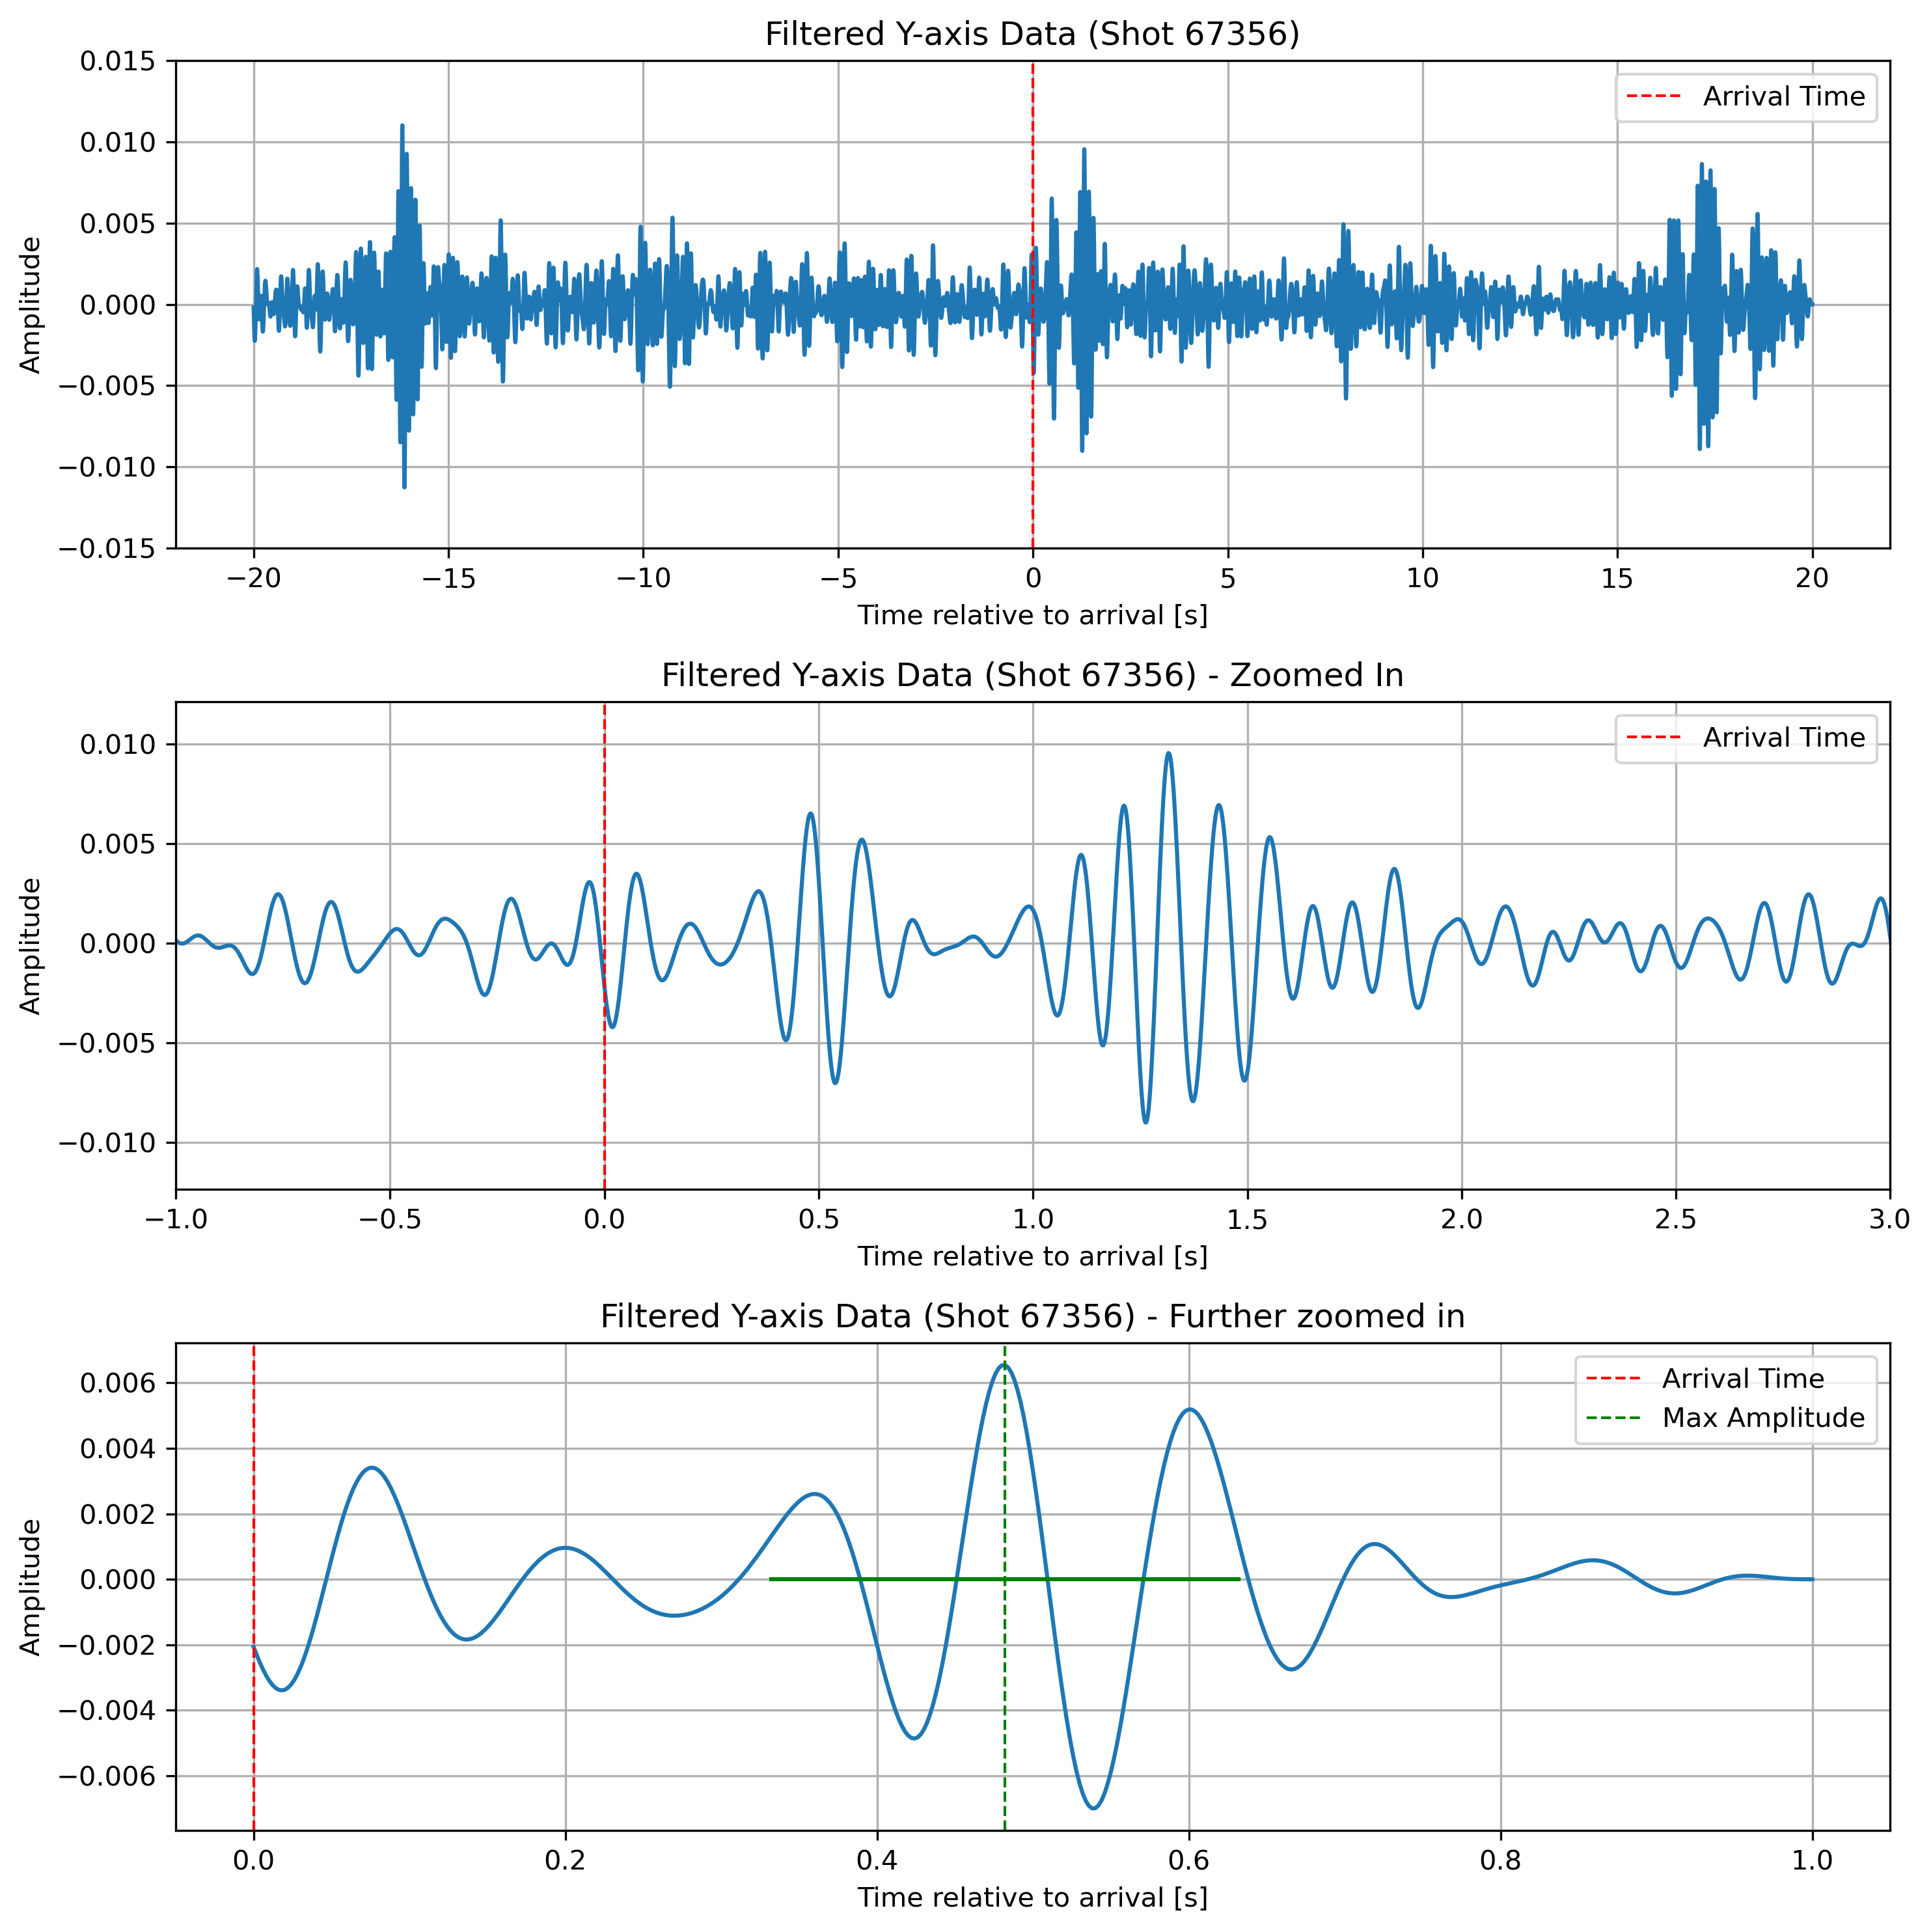 Filtered Y-axis Data (Shot 67356)
0.015
0.010
0.005
0.000
−0.005
−0.010
−0.015
Amplitude
Arrival Time
−20 −15 −10 −5 0 5 10 15 20
Time relative to arrival [s]
Filtered Y-axis Data (Shot 67356) - Zoomed In
0.010
0.005
0.000
−0.005
−0.010
Amplitude
Arrival Time
−1.0 −0.5 0.0 0.5 1.0 1.5 2.0 2.5 3.0
Time relative to arrival [s]
Filtered Y-axis Data (Shot 67356) - Further zoomed in
0.006
0.004
0.002
0.000
−0.002
−0.004
−0.006
Amplitude
Arrival Time
Max Amplitude
0.0 0.2 0.4 0.6 0.8 1.0
Time relative to arrival [s]